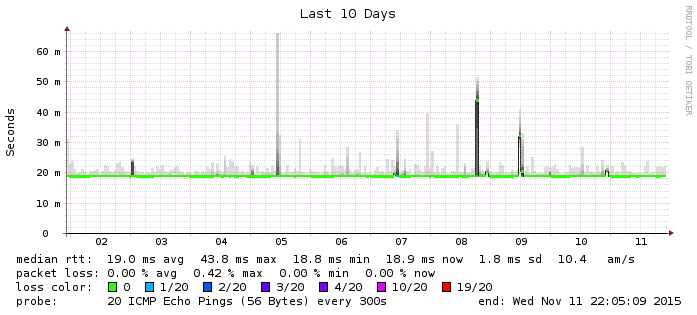 Last 10 Days
RRDTOOL / TOBI OETIKER
Seconds
60 m
50 m
40 m
30 m
20 m
10 m
0
02 03 04 05 06 07 08 09 10 11
median rtt: 19.0 ms avg 43.8 ms max 18.8 ms min 18.9 ms now 1.8 ms sd 10.4 am/s
packet loss: 0.00 % avg 0.42 % max 0.00 % min 0.00 % now
loss color: 0 1/20 2/20 3/20 4/20 10/20 19/20
probe: 20 ICMP Echo Pings (56 Bytes) every 300s end: Wed Nov 11 22:05:09 2015